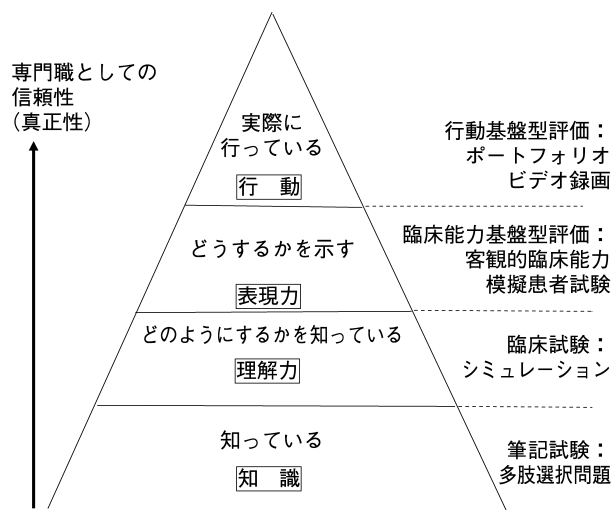 専門職としての
信頼性
（真正性）
実際に
行っている
行　動
行動基盤型評価：
ポートフォリオ
ビデオ録画
どうするかを示す
表現力
臨床能力基盤型評価：
客観的臨床能力
模擬患者試験
どのようにするかを知っている
理解力
臨床試験：
シミュレーション
知っている
知　識
筆記試験：
多肢選択問題